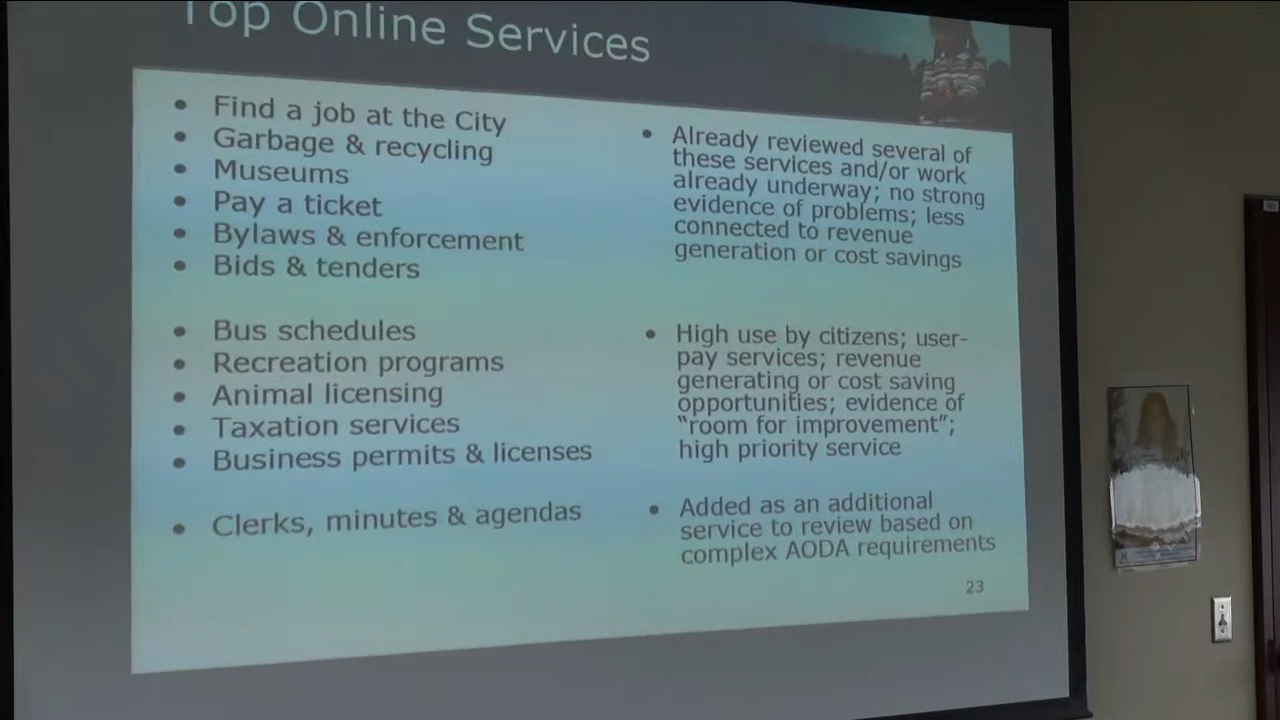 Top Online Services
• Find a job at the City
• Garbage & recycling
• Museums
• Pay a ticket
• Bylaws & enforcement
• Bids & tenders
• Already reviewed several of
these services and/or work
already underway; no strong
evidence of problems; less
connected to revenue
generation or cost savings
• Bus schedules
• Recreation programs
• Animal licensing
• Taxation services
• Business permits & licenses
• High use by citizens; user-
pay services; revenue
generating or cost saving
opportunities; evidence of
“room for improvement”;
high priority service
• Clerks, minutes & agendas
• Added as an additional
service to review based on
complex AODA requirements
23